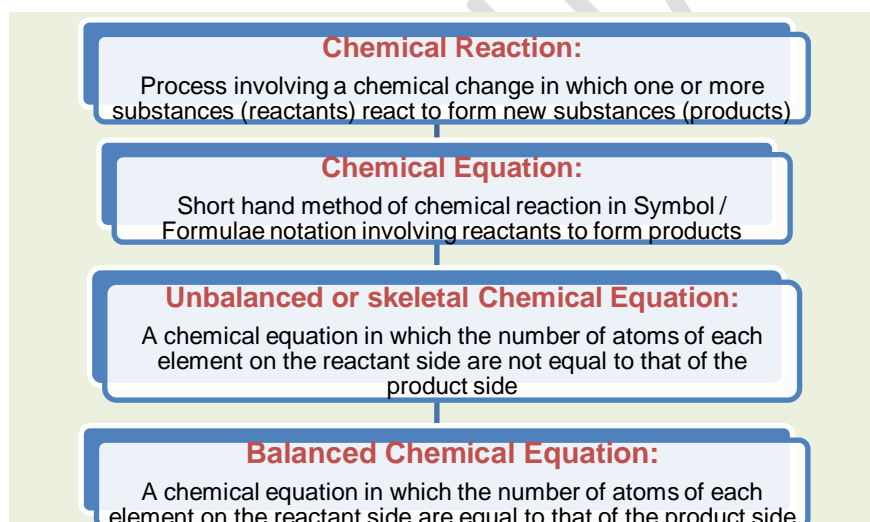 Chemical Reaction:
Process involving a chemical change in which one or more
substances (reactants) react to form new substances (products)
Chemical Equation:
Short hand method of chemical reaction in Symbol /
Formulae notation involving reactants to form products
Unbalanced or skeletal Chemical Equation:
A chemical equation in which the number of atoms of each
element on the reactant side are not equal to that of the
product side
Balanced Chemical Equation:
A chemical equation in which the number of atoms of each
element on the reactant side are equal to that of the product side